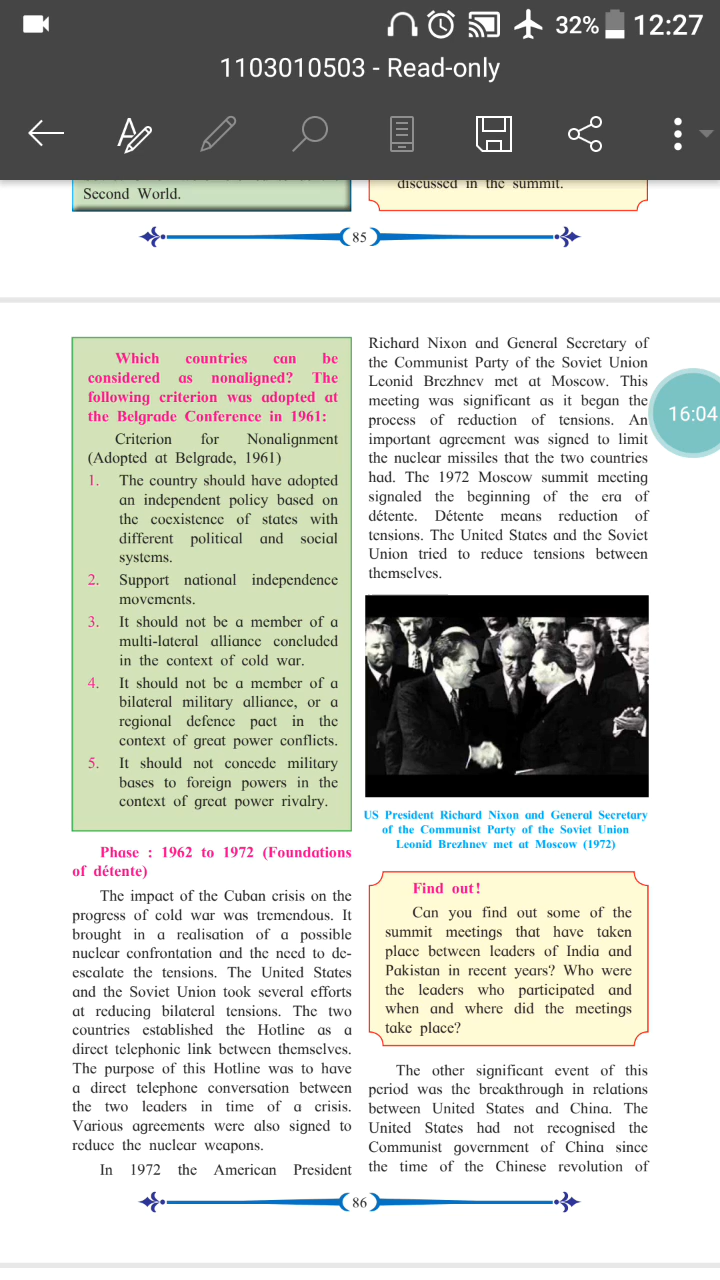 32% 12:27
1103010503 - Read-only
Second World.
discussed in the summit.
85
Which countries can be
considered as nonaligned? The
following criterion was adopted at
the Belgrade Conference in 1961:
Criterion for Nonalignment
(Adopted at Belgrade, 1961)
1. The country should have adopted
an independent policy based on
the coexistence of states with
different political and social
systems.
2. Support national independence
movements.
3. It should not be a member of a
multi-lateral alliance concluded
in the context of cold war.
4. It should not be a member of a
bilateral military alliance, or a
regional defence pact in the
context of great power conflicts.
5. It should not concede military
bases to foreign powers in the
context of great power rivalry.
Phase : 1962 to 1972 (Foundations
of détente)
The impact of the Cuban crisis on the
progress of cold war was tremendous. It
brought in a realisation of a possible
nuclear confrontation and the need to de-
escalate the tensions. The United States
and the Soviet Union took several efforts
at reducing bilateral tensions. The two
countries established the Hotline as a
direct telephonic link between themselves.
The purpose of this Hotline was to have
a direct telephone conversation between
the two leaders in time of a crisis.
Various agreements were also signed to
reduce the nuclear weapons.
In 1972 the American President
Richard Nixon and General Secretary of
the Communist Party of the Soviet Union
Leonid Brezhnev met at Moscow. This
meeting was significant as it began the
process of reduction of tensions. An
important agreement was signed to limit
the nuclear missiles that the two countries
had. The 1972 Moscow summit meeting
signaled the beginning of the era of
détente. Détente means reduction of
tensions. The United States and the Soviet
Union tried to reduce tensions between
themselves.
16:04
US President Richard Nixon and General Secretary
of the Communist Party of the Soviet Union
Leonid Brezhnev met at Moscow (1972)
Find out!
Can you find out some of the
summit meetings that have taken
place between leaders of India and
Pakistan in recent years? Who were
the leaders who participated and
when and where did the meetings
take place?
The other significant event of this
period was the breakthrough in relations
between United States and China. The
United States had not recognised the
Communist government of China since
the time of the Chinese revolution of
86